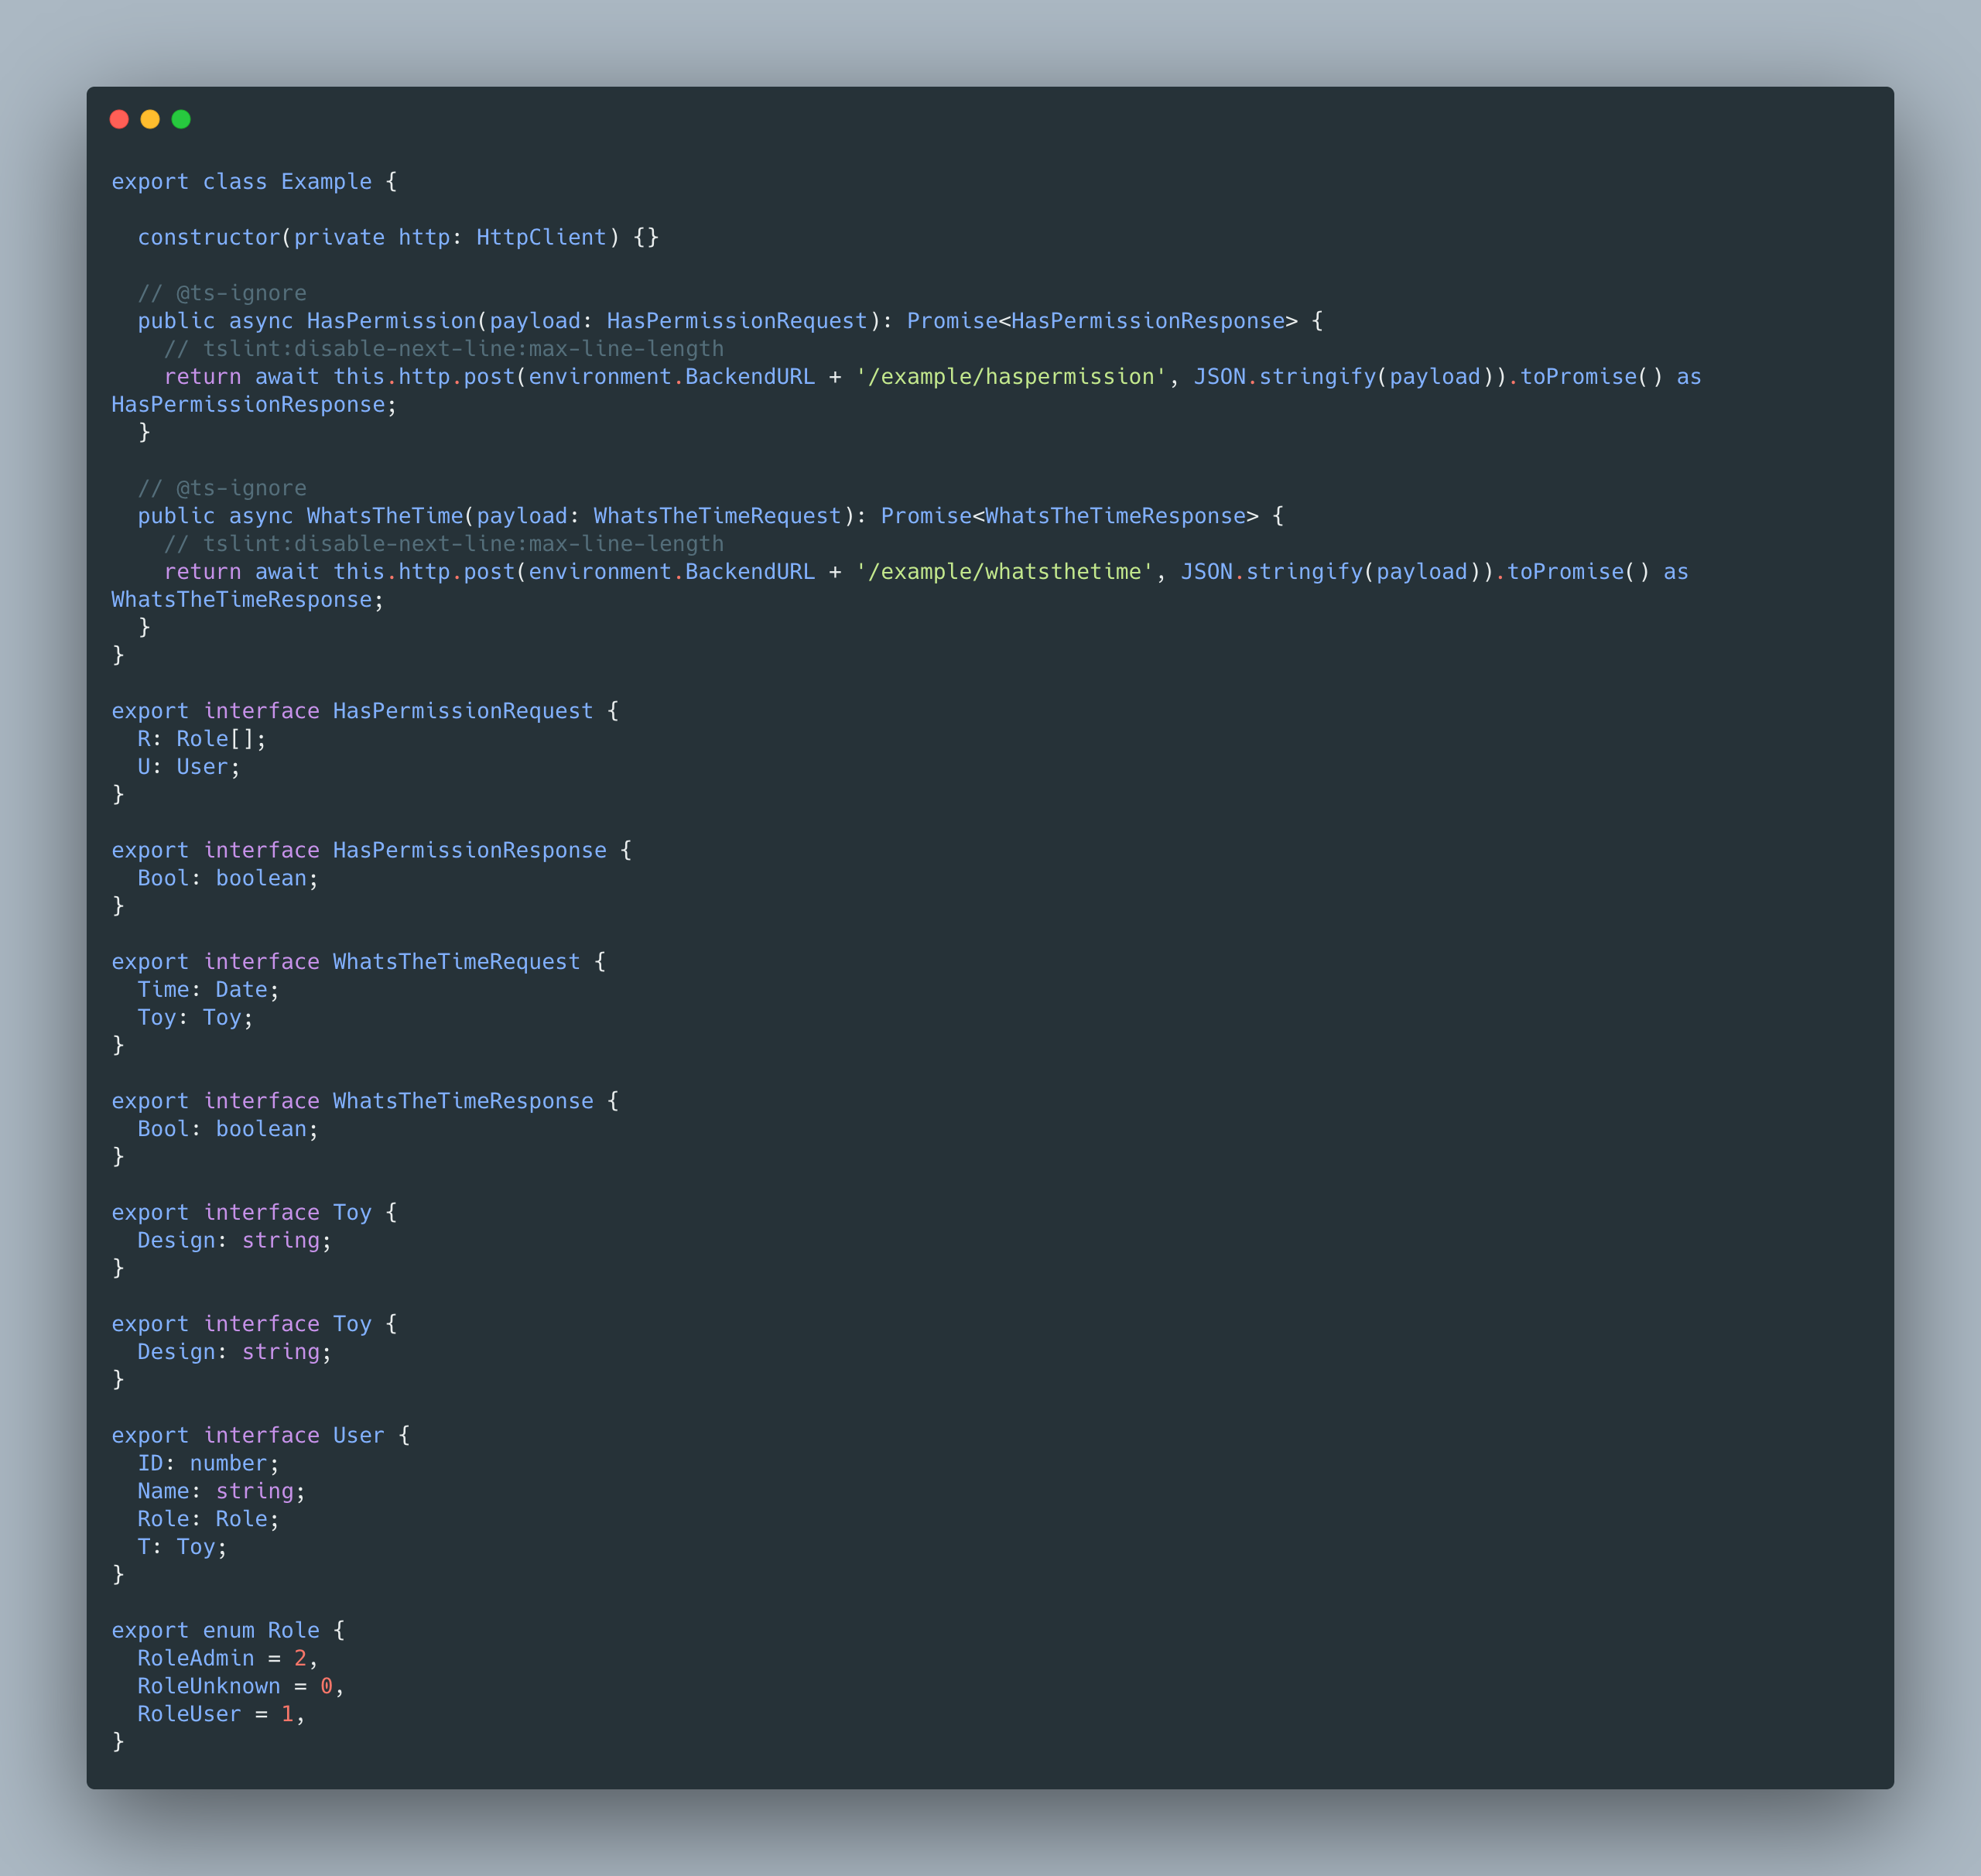 export class Example {

  constructor(private http: HttpClient) {}

  // @ts-ignore
  public async HasPermission(payload: HasPermissionRequest): Promise<HasPermissionResponse> {
    // tslint:disable-next-line:max-line-length
    return await this.http.post(environment.BackendURL + '/example/haspermission', JSON.stringify(payload)).toPromise() as
HasPermissionResponse;
  }

  // @ts-ignore
  public async WhatsTheTime(payload: WhatsTheTimeRequest): Promise<WhatsTheTimeResponse> {
    // tslint:disable-next-line:max-line-length
    return await this.http.post(environment.BackendURL + '/example/whatsthetime', JSON.stringify(payload)).toPromise() as
WhatsTheTimeResponse;
  }
}

export interface HasPermissionRequest {
  R: Role[];
  U: User;
}

export interface HasPermissionResponse {
  Bool: boolean;
}

export interface WhatsTheTimeRequest {
  Time: Date;
  Toy: Toy;
}

export interface WhatsTheTimeResponse {
  Bool: boolean;
}

export interface Toy {
  Design: string;
}

export interface Toy {
  Design: string;
}

export interface User {
  ID: number;
  Name: string;
  Role: Role;
  T: Toy;
}

export enum Role {
  RoleAdmin = 2,
  RoleUnknown = 0,
  RoleUser = 1,
}